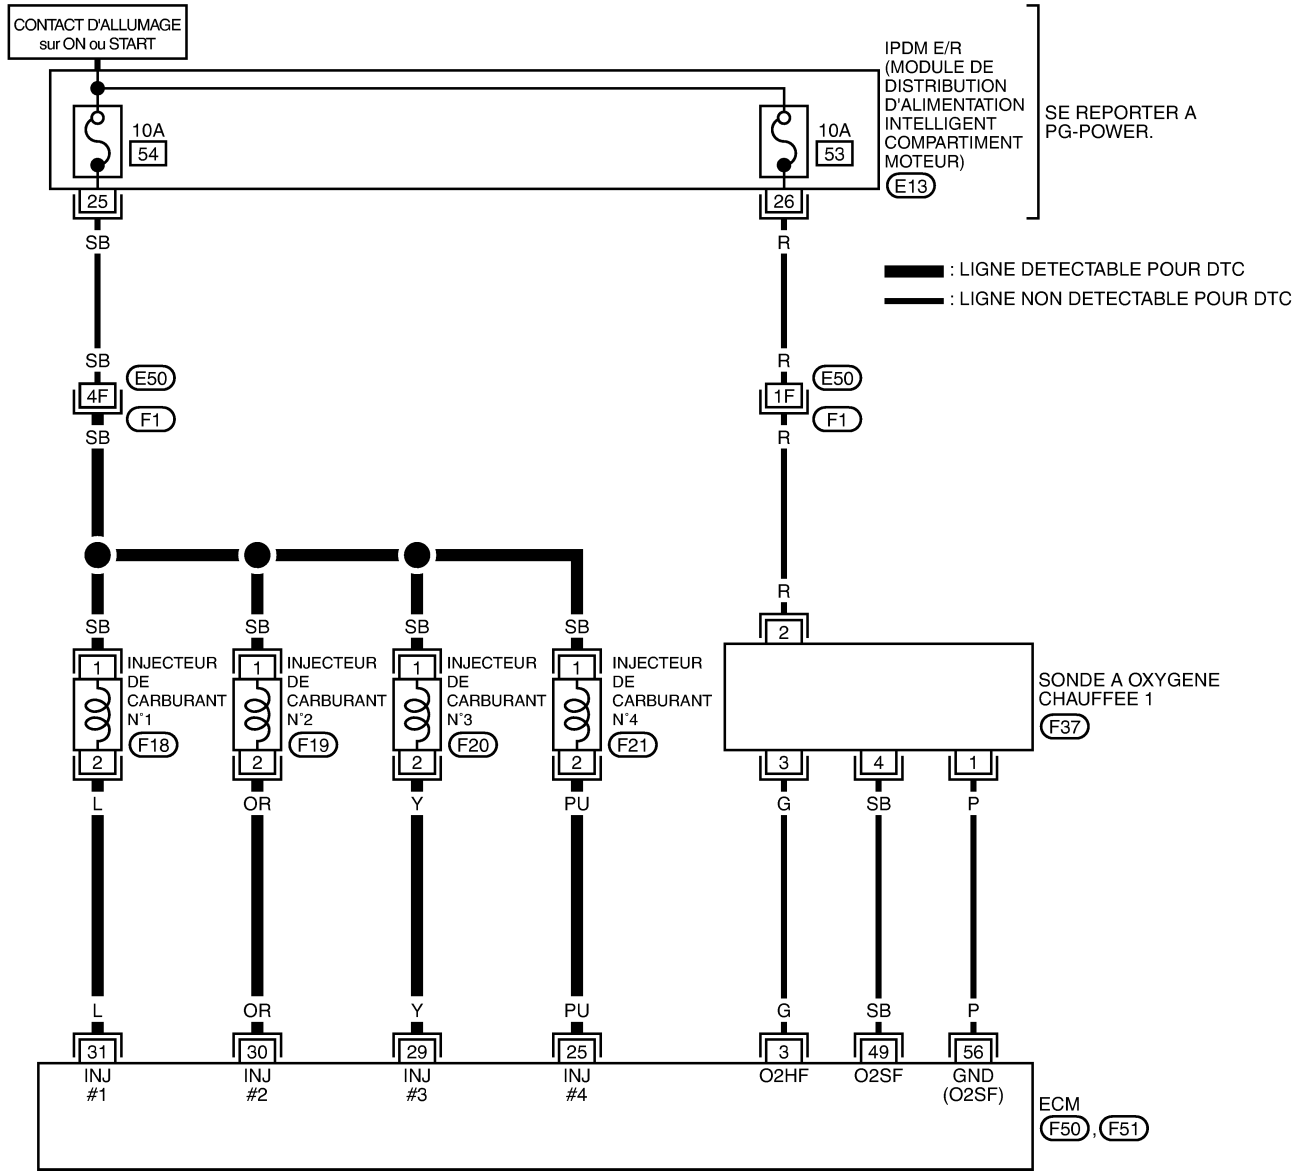 CONTACT D'ALLUMAGE
sur ON ou START
IPDM E/R
(MODULE DE
DISTRIBUTION
D'ALIMENTATION
INTELLIGENT
COMPARTIMENT
MOTEUR)
E13
SE REPORTER A
PG-POWER.
10A
54
10A
53
25
26
SB
R
: LIGNE DETECTABLE POUR DTC
: LIGNE NON DETECTABLE POUR DTC
SB
R
E50
E50
4F
1F
F1
F1
SB
R
R
SB
SB
SB
SB
2
1
INJECTEUR
DE
CARBURANT
N°1
F18
1
INJECTEUR
DE
CARBURANT
N°2
F19
1
INJECTEUR
DE
CARBURANT
N°3
F20
1
INJECTEUR
DE
CARBURANT
N°4
F21
SONDE A OXYGENE
CHAUFFEE 1
F37
2
2
2
2
3
4
1
L
OR
Y
PU
G
SB
P
L
OR
Y
PU
G
SB
P
31
30
29
25
3
49
56
INJ
#1
INJ
#2
INJ
#3
INJ
#4
O2HF
O2SF
GND
(O2SF)
ECM
F50 , F51